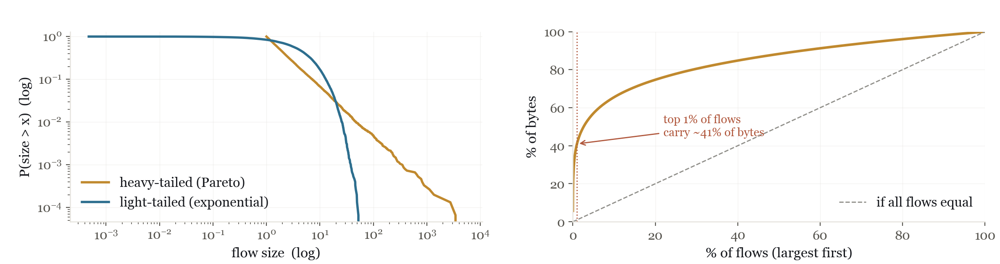 P(size > x)  (log)
10⁰
10⁻¹
10⁻²
10⁻³
10⁻⁴
heavy-tailed (Pareto)
light-tailed (exponential)
10⁻³ 10⁻² 10⁻¹ 10⁰ 10¹ 10² 10³ 10⁴
flow size  (log)
% of bytes
100
80
60
40
20
0
top 1% of flows
carry ~41% of bytes
if all flows equal
0 20 40 60 80 100
% of flows (largest first)